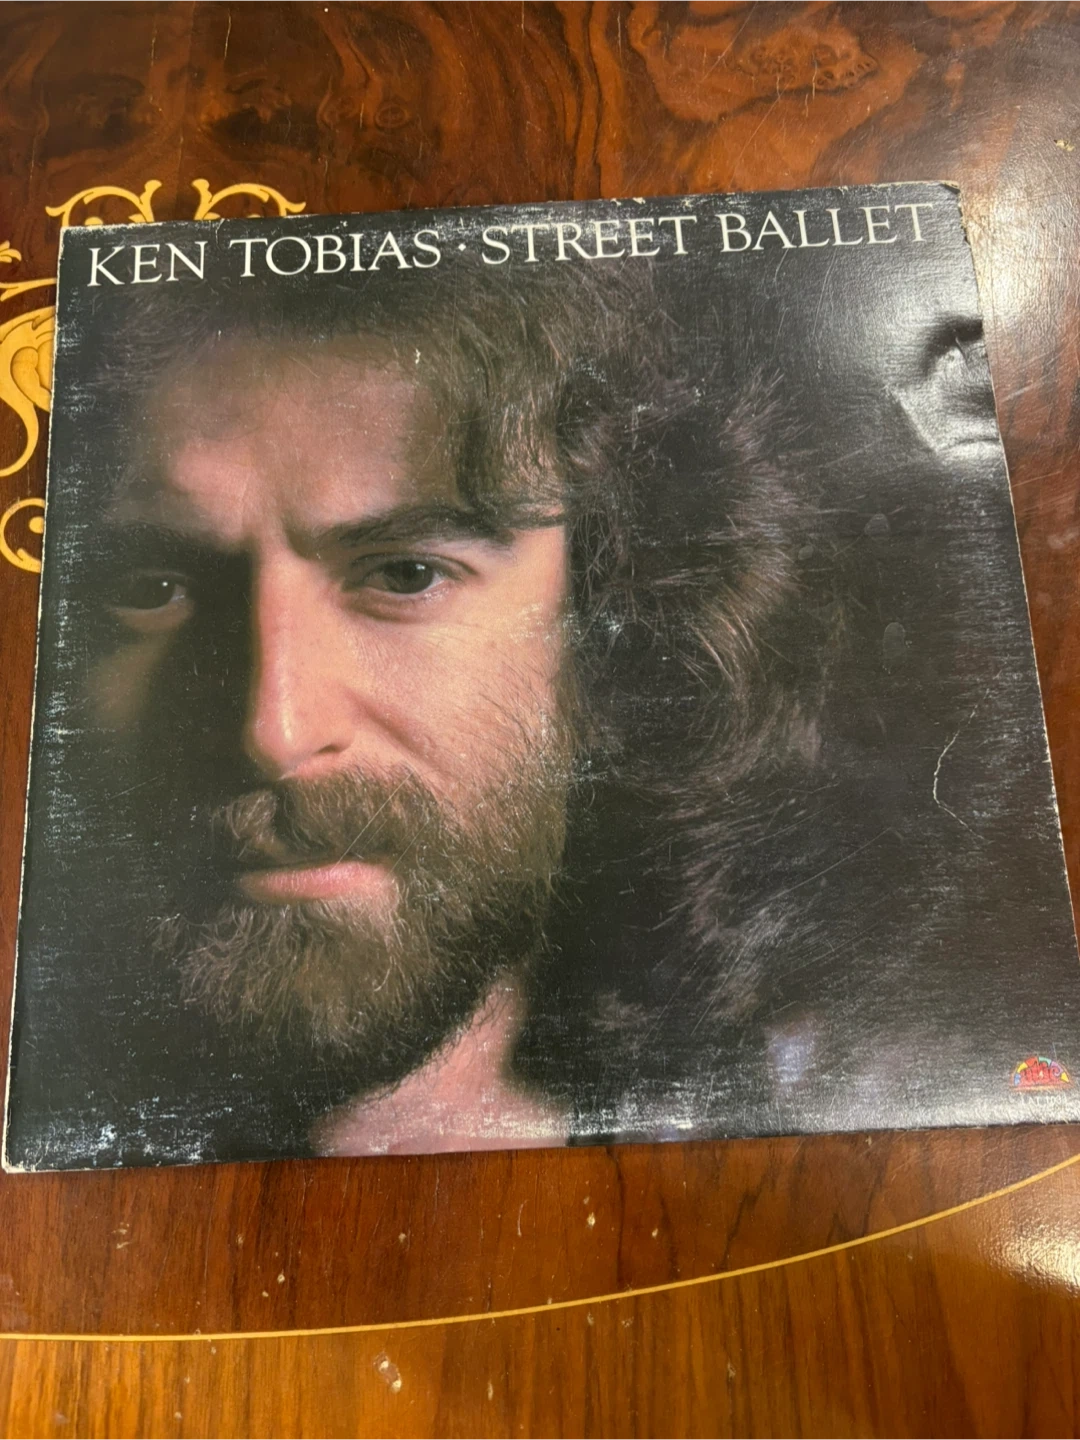 KEN TOBIAS · STREET BALLET